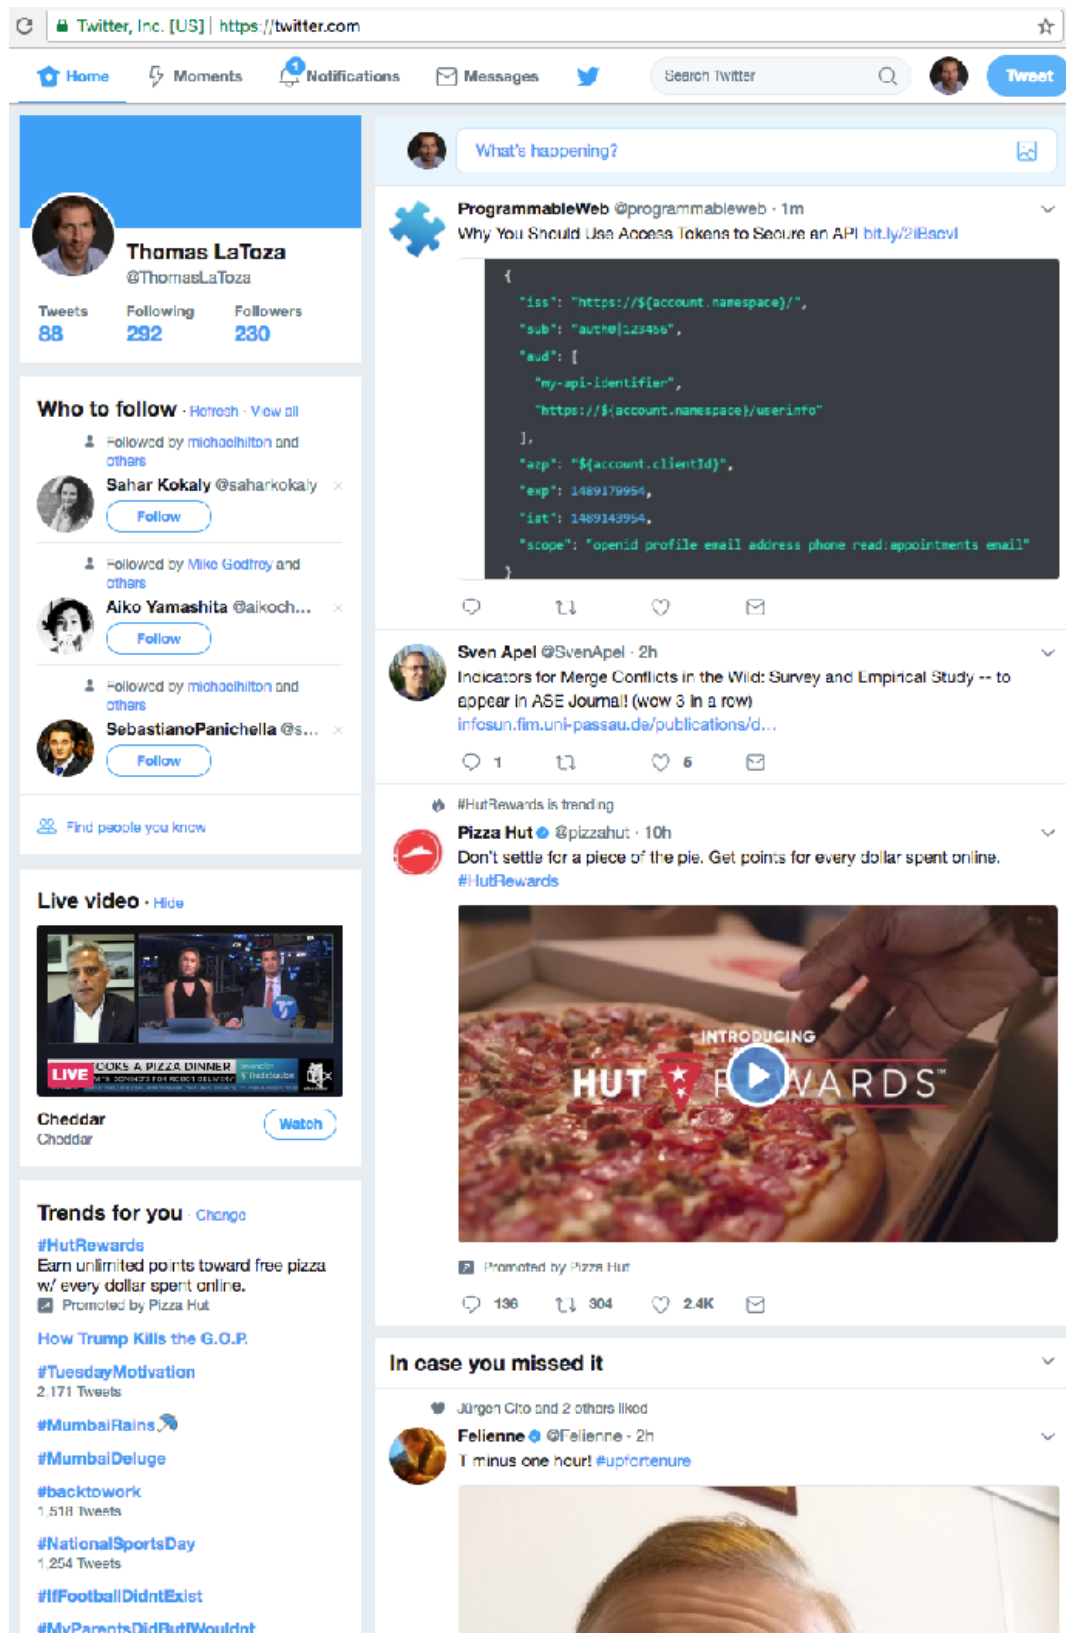 Twitter, Inc. [US] | https://twitter.com
Home Moments 1 Notifications Messages Search Twitter Tweet
Thomas LaToza
@ThomasLaToza
Tweets Following Followers
88 292 230
Who to follow · Refresh · View all
Followed by michaelhilton and
others
Sahar Kokaly @saharkokaly ×
Follow
Followed by Mike Godfrey and
others
Aiko Yamashita @aikoch... ×
Follow
Followed by michaelhilton and
others
SebastianoPanichella @s... ×
Follow
Find people you know
Live video · Hide
LIVE
OOKS A PIZZA DINNER
Cheddar
Cheddar
Watch
Trends for you · Change
#HutRewards
Earn unlimited points toward free pizza
w/ every dollar spent online.
Promoted by Pizza Hut
How Trump Kills the G.O.P.
#TuesdayMotivation
2,171 Tweets
#MumbaiRains
#MumbaiDeluge
#backtowork
1,518 Tweets
#NationalSportsDay
1,254 Tweets
#IfFootballDidntExist
#MyParentsDidButIWouldnt
What's happening?
ProgrammableWeb @programmableweb · 1m
Why You Should Use Access Tokens to Secure an API
{
"iss": "https://${account.namespace}/",
"sub": "auth0|123456",
"aud": [
"my-api-identifier",
"https://${account.namespace}/userinfo"
],
"azp": "${account.clientId}",
"exp": 1489179954,
"iat": 1489143954,
"scope": "openid profile email address phone read:appointments email"
}
Sven Apel @SvenApel · 2h
Indicators for Merge Conflicts in the Wild: Survey and Empirical Study -- to
appear in ASE Journal! (wow 3 in a row)
infosun.fim.uni-passau.de/publications/d...
1 5
#HutRewards is trending
Pizza Hut @pizzahut · 10h
Don't settle for a piece of the pie. Get points for every dollar spent online.
#HutRewards
INTRODUCING
HUT REWARDS™
Promoted by Pizza Hut
136 304 2.4K
In case you missed it
Jürgen Cito and 2 others liked
Felienne @Felienne · 2h
T minus one hour! #upfortenure